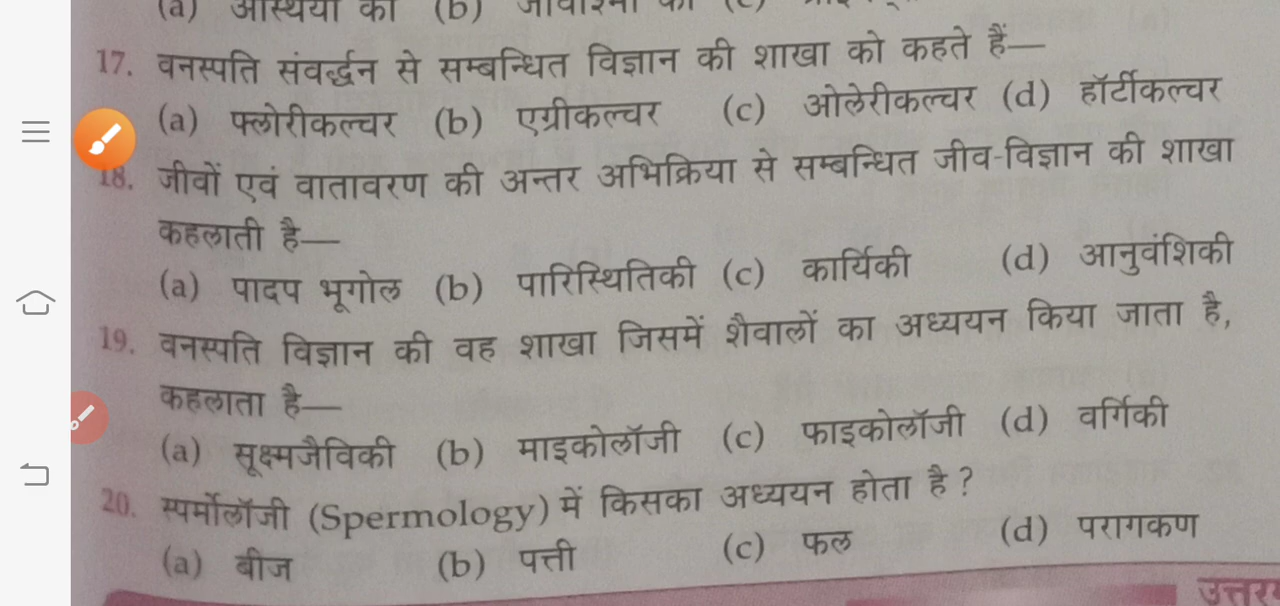 (a) अस्थियों का (b) जीवाश्मों का (c)
17. वनस्पति संवर्द्धन से सम्बन्धित विज्ञान की शाखा को कहते हैं—
(a) फ्लोरीकल्चर (b) एग्रीकल्चर (c) ओलेरीकल्चर (d) हॉर्टीकल्चर
18. जीवों एवं वातावरण की अन्तर अभिक्रिया से सम्बन्धित जीव-विज्ञान की शाखा
कहलाती है—
(a) पादप भूगोल (b) पारिस्थितिकी (c) कार्यिकी (d) आनुवंशिकी
19. वनस्पति विज्ञान की वह शाखा जिसमें शैवालों का अध्ययन किया जाता है,
कहलाता है—
(a) सूक्ष्मजैविकी (b) माइकोलॉजी (c) फाइकोलॉजी (d) वर्गिकी
20. स्पर्मोलॉजी (Spermology) में किसका अध्ययन होता है ?
(a) बीज (b) पत्ती (c) फल (d) परागकण